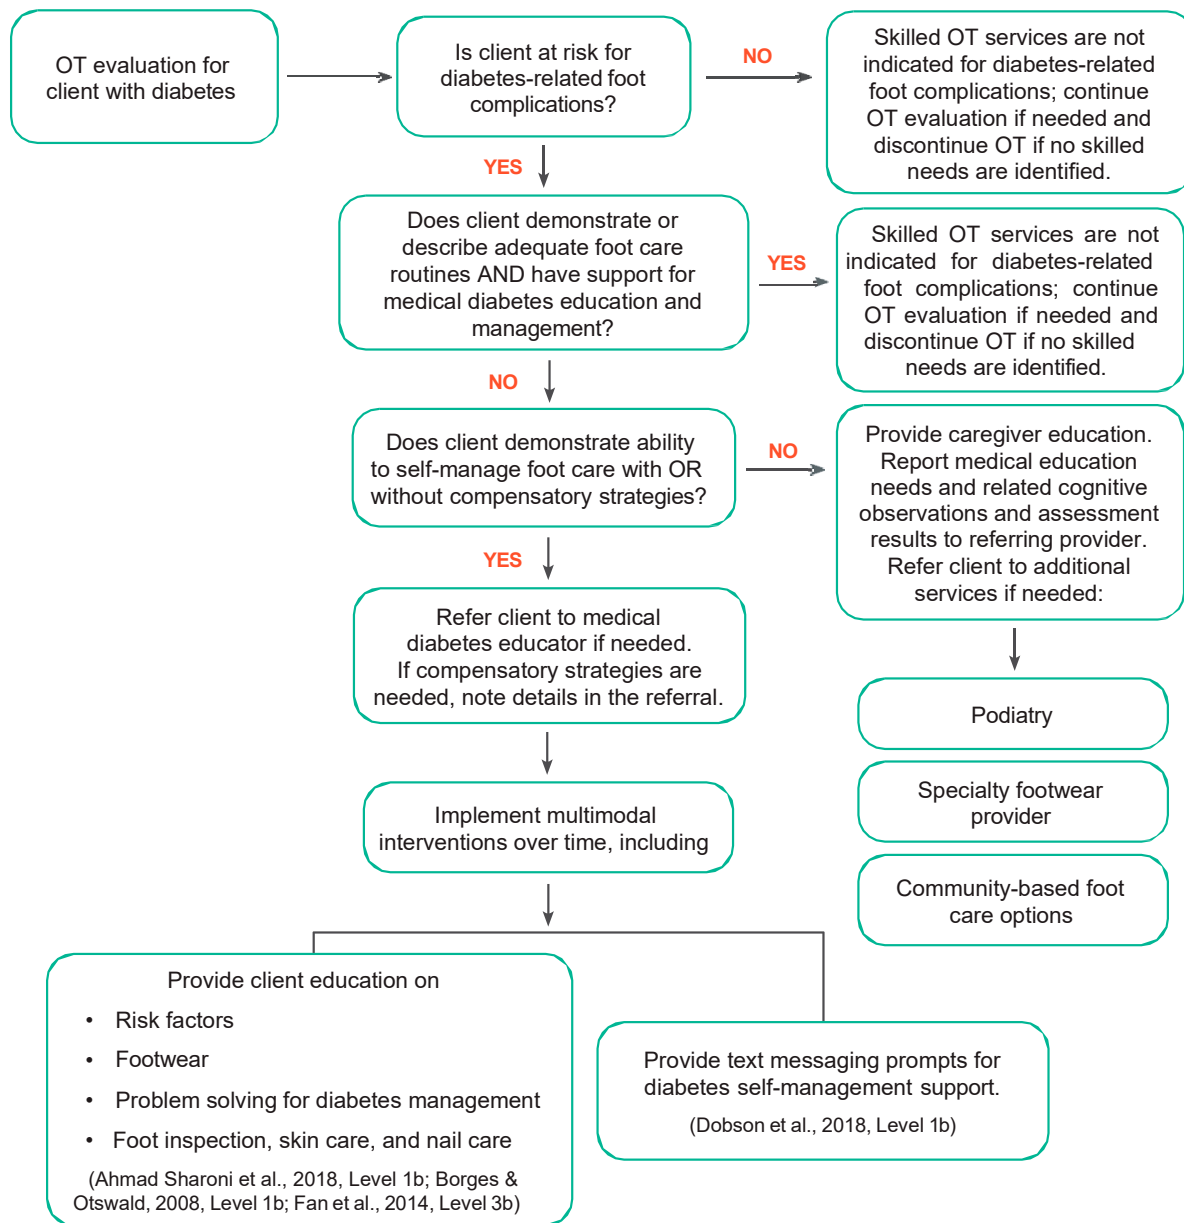 OT evaluation for
client with diabetes
Is client at risk for
diabetes-related foot
complications?
NO
Skilled OT services are not
indicated for diabetes-related
foot complications; continue
OT evaluation if needed and
discontinue OT if no skilled
needs are identified.
YES
Does client demonstrate or
describe adequate foot care
routines AND have support for
medical diabetes education and
management?
YES
Skilled OT services are not
indicated for diabetes-related
foot complications; continue
OT evaluation if needed and
discontinue OT if no skilled
needs are identified.
NO
Does client demonstrate ability
to self-manage foot care with OR
without compensatory strategies?
NO
Provide caregiver education.
Report medical education
needs and related cognitive
observations and assessment
results to referring provider.
Refer client to additional
services if needed:
YES
Refer client to medical
diabetes educator if needed.
If compensatory strategies are
needed, note details in the referral.
Podiatry
Specialty footwear
provider
Community-based foot
care options
Implement multimodal
interventions over time, including
Provide client education on
• Risk factors
• Footwear
• Problem solving for diabetes management
• Foot inspection, skin care, and nail care
(Ahmad Sharoni et al., 2018, Level 1b; Borges &
Otswald, 2008, Level 1b; Fan et al., 2014, Level 3b)
Provide text messaging prompts for
diabetes self-management support.
(Dobson et al., 2018, Level 1b)